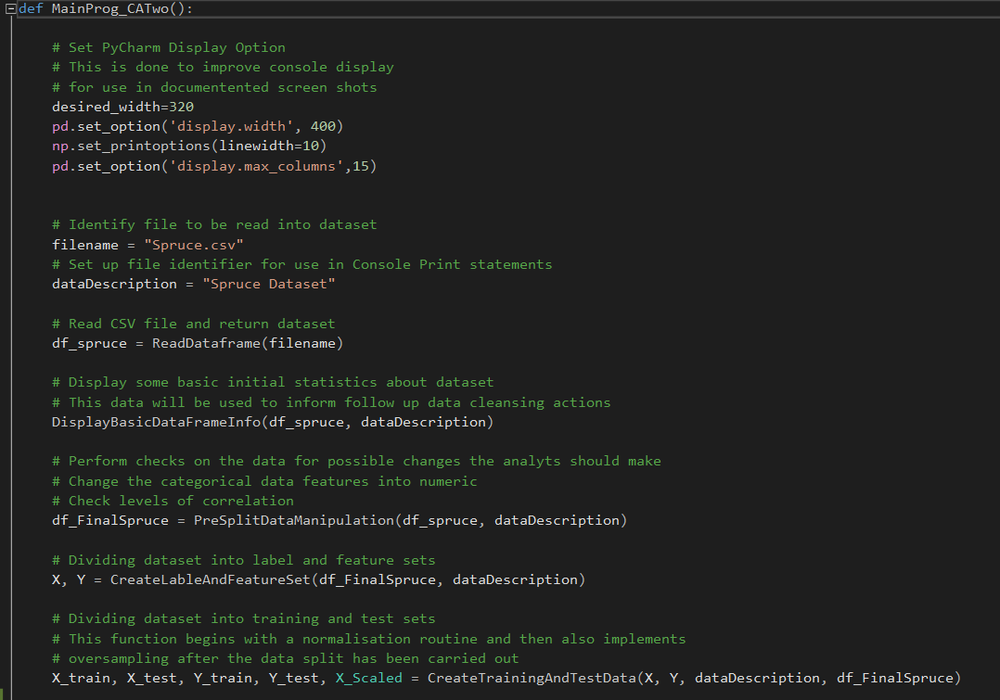 def MainProg_CATwo():
# Set PyCharm Display Option
# This is done to improve console display
# for use in documentented screen shots
desired_width=320
pd.set_option('display.width', 400)
np.set_printoptions(linewidth=10)
pd.set_option('display.max_columns',15)
# Identify file to be read into dataset
filename = "Spruce.csv"
# Set up file identifier for use in Console Print statements
dataDescription = "Spruce Dataset"
# Read CSV file and return dataset
df_spruce = ReadDataframe(filename)
# Display some basic initial statistics about dataset
# This data will be used to inform follow up data cleansing actions
DisplayBasicDataFrameInfo(df_spruce, dataDescription)
# Perform checks on the data for possible changes the analyts should make
# Change the categorical data features into numeric
# Check levels of correlation
df_FinalSpruce = PreSplitDataManipulation(df_spruce, dataDescription)
# Dividing dataset into label and feature sets
X, Y = CreateLableAndFeatureSet(df_FinalSpruce, dataDescription)
# Dividing dataset into training and test sets
# This function begins with a normalisation routine and then also implements
# oversampling after the data split has been carried out
X_train, X_test, Y_train, Y_test, X_Scaled = CreateTrainingAndTestData(X, Y, dataDescription, df_FinalSpruce)